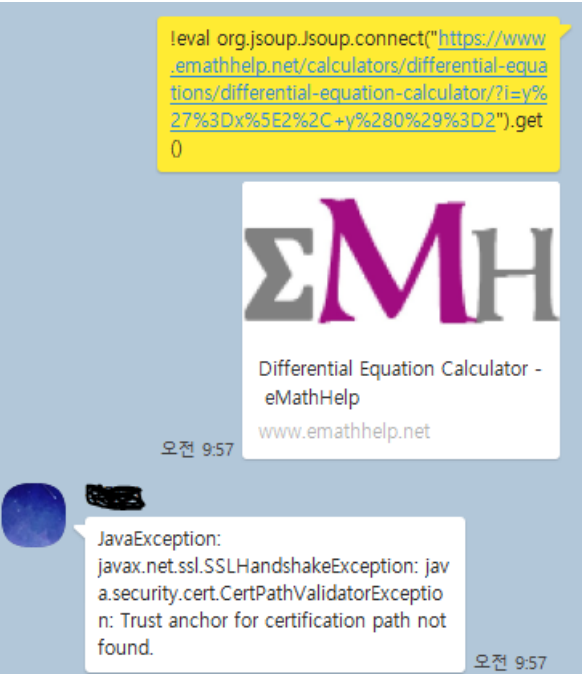 !eval org.jsoup.Jsoup.connect("https://www
.emathhelp.net/calculators/differential-equa
tions/differential-equation-calculator/?i=y%
27%3Dx%5E2%2C+y%280%29%3D2").get
()
ΣMH
Differential Equation Calculator -
eMathHelp
www.emathhelp.net
오전 9:57
JavaException:
javax.net.ssl.SSLHandshakeException: jav
a.security.cert.CertPathValidatorExceptio
n: Trust anchor for certification path not
found.
오전 9:57